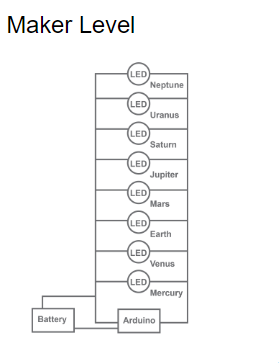 Maker Level
LED
Neptune
LED
Uranus
LED
Saturn
LED
Jupiter
LED
Mars
LED
Earth
LED
Venus
LED
Mercury
Battery
Arduino